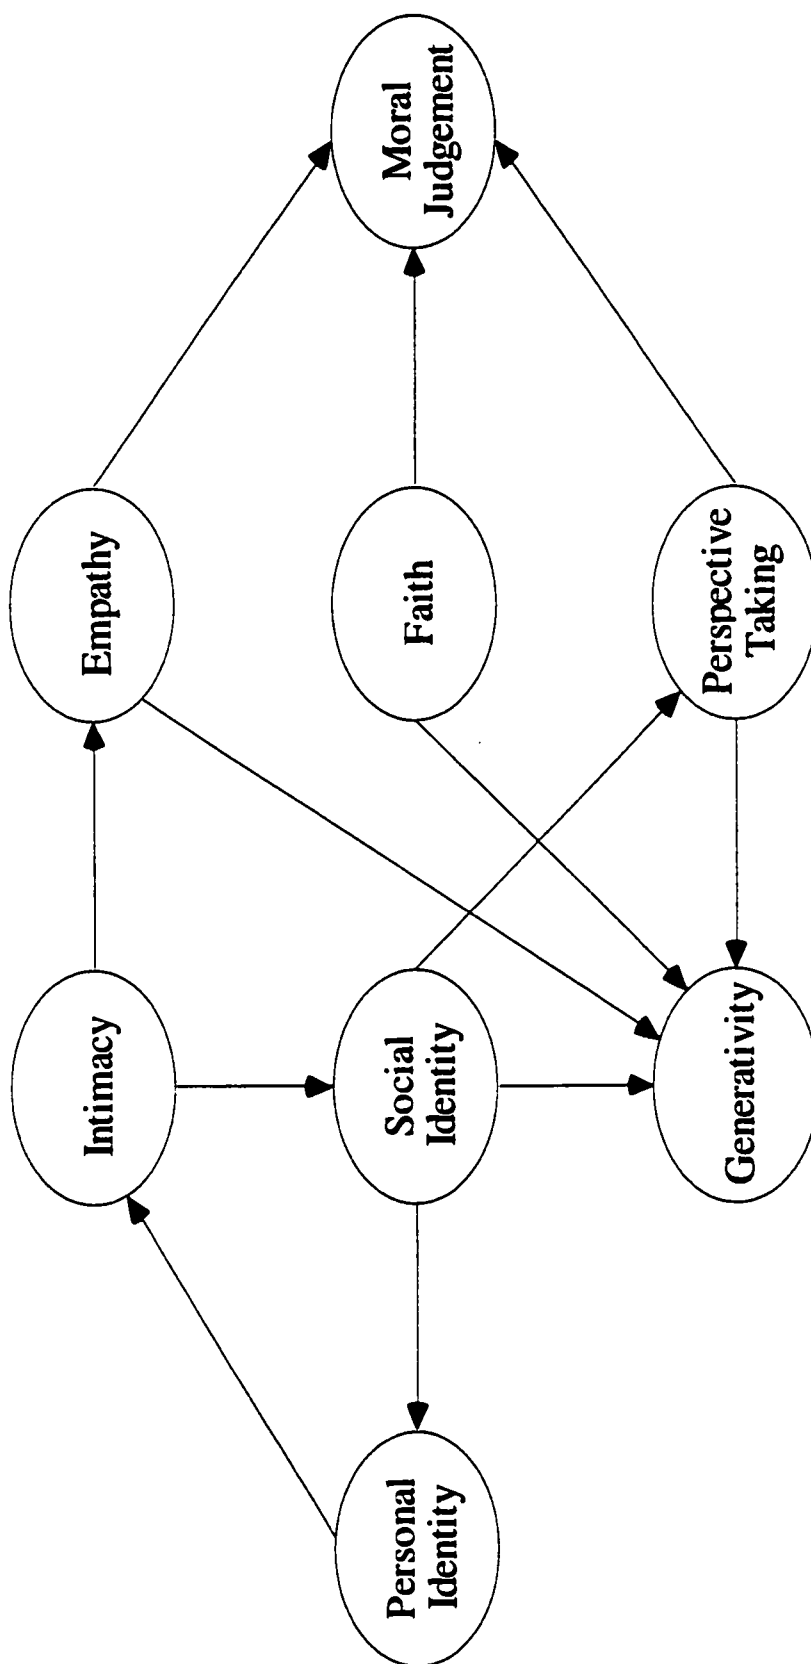 Intimacy
Empathy
Personal
Identity
Social
Identity
Faith
Moral
Judgement
Generativity
Perspective
Taking